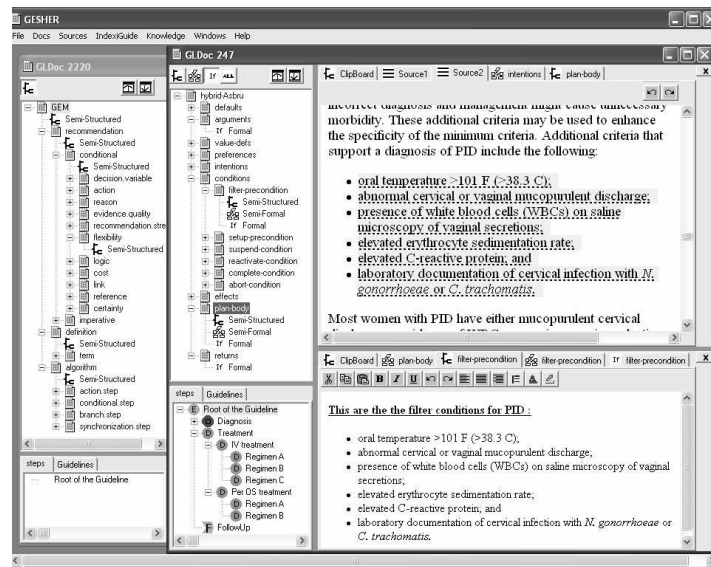 GESHER
File Docs Sources IndexiGuide Knowledge Windows Help
GLDoc 2220
GEM
Semi-Structured
recommendation
Semi-Structured
conditional
Semi-Structured
decision.variable
action
reason
evidence.quality
recommendation.stre
flexibility
Semi-Structured
logic
cost
link
reference
certainty
imperative
definition
Semi-Structured
term
algorithm
Semi-Structured
action.step
conditional.step
branch.step
synchronization.step
steps Guidelines
Root of the Guideline
GLDoc 247
If ALL
hybrid-Asbru
defaults
arguments
If Formal
value-defs
preferences
intentions
conditions
filter-precondition
Semi-Structured
Semi-Formal
If Formal
setup-precondition
suspend-condition
reactivate-condition
complete-condition
abort-condition
effects
plan-body
Semi-Structured
Semi-Formal
If Formal
returns
If Formal
steps Guidelines
E Root of the Guideline
Diagnosis
D Treatment
D IV treatment
D Regimen A
D Regimen B
D Regimen C
D Per OS treatment
D Regimen A
D Regimen B
F FollowUp
ClipBoard Source1 Source2 intentions plan-body x
incorrect diagnosis and management might cause unnecessary
morbidity. These additional criteria may be used to enhance
the specificity of the minimum criteria. Additional criteria that
support a diagnosis of PID include the following:
• oral temperature >101 F (>38.3 C);
• abnormal cervical or vaginal mucopurulent discharge;
• presence of white blood cells (WBCs) on saline
microscopy of vaginal secretions;
• elevated erythrocyte sedimentation rate;
• elevated C-reactive protein; and
• laboratory documentation of cervical infection with N.
gonorrhoeae or C. trachomatis.
Most women with PID have either mucopurulent cervical
ClipBoard plan-body filter-precondition filter-precondition If filter-precondition x
B I U
This are the the filter conditions for PID :
• oral temperature >101 F (>38.3 C);
• abnormal cervical or vaginal mucopurulent discharge;
• presence of white blood cells (WBCs) on saline microscopy of vaginal
secretions;
• elevated erythrocyte sedimentation rate;
• elevated C-reactive protein; and
• laboratory documentation of cervical infection with N. gonorrhoeae or
C. trachomatis.